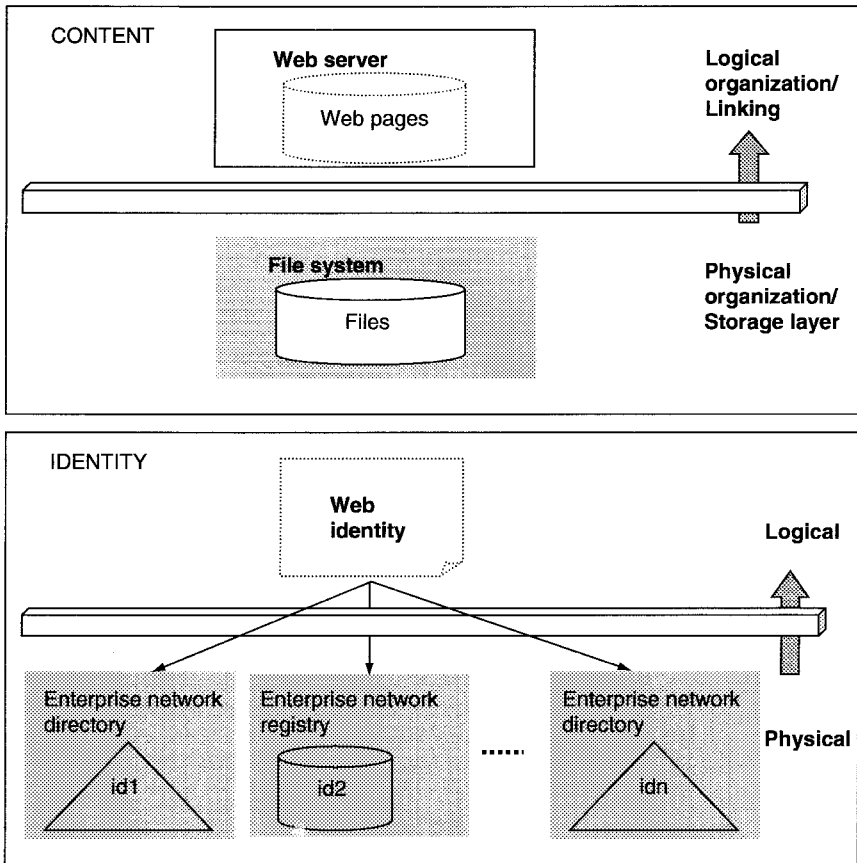 CONTENT
Web server
Web pages
Logical
organization/
Linking
File system
Files
Physical
organization/
Storage layer
IDENTITY
Web
identity
Logical
Enterprise network
directory
id1
Enterprise network
registry
id2
......
Enterprise network
directory
idn
Physical